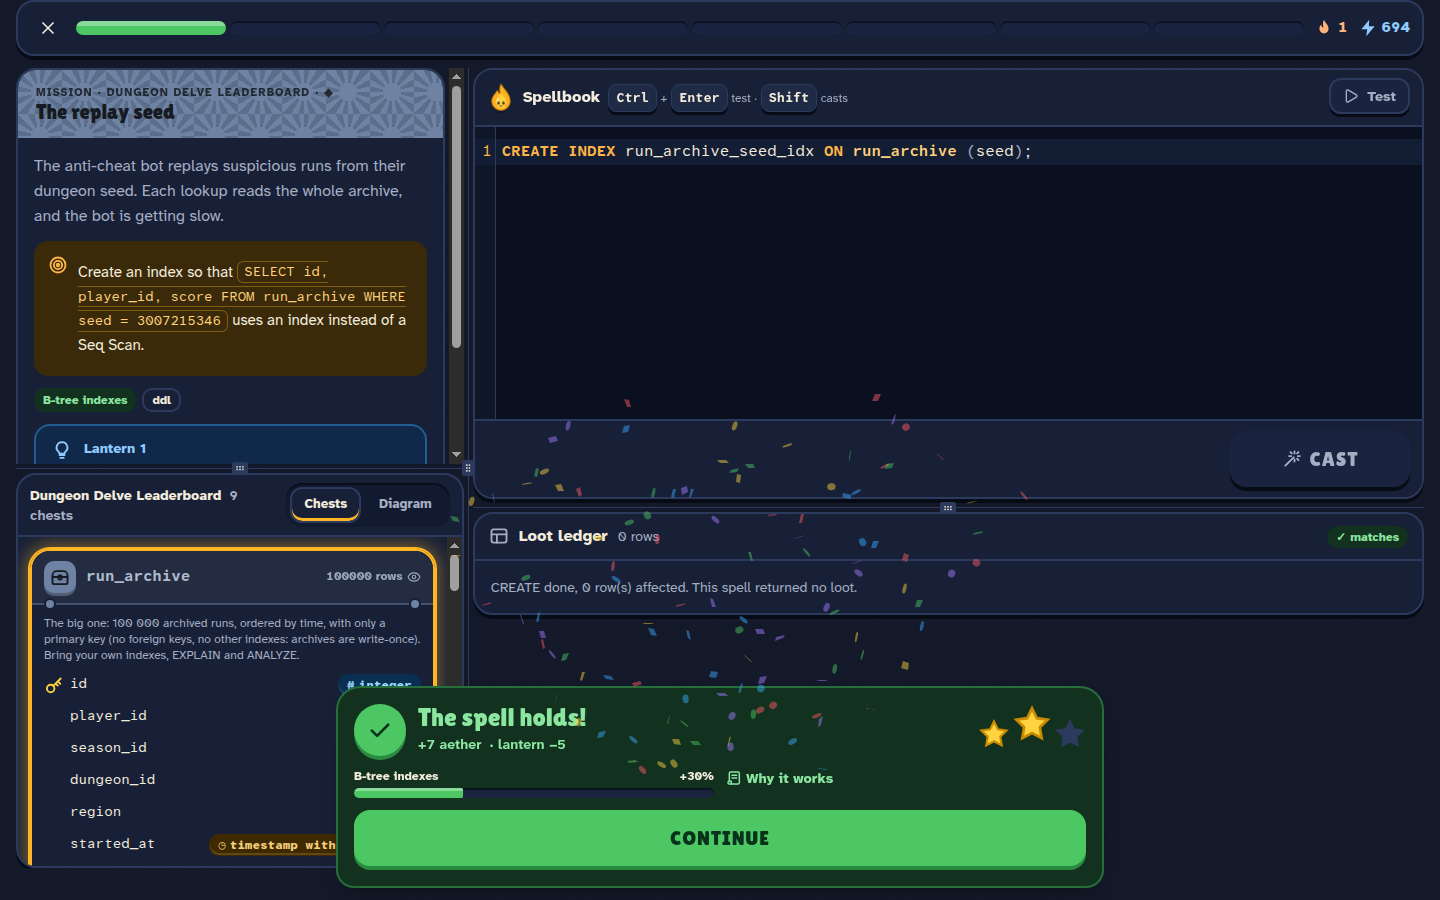 1
694
MISSION · DUNGEON DELVE LEADERBOARD · ◆
The replay seed
The anti-cheat bot replays suspicious runs from their
dungeon seed. Each lookup reads the whole archive,
and the bot is getting slow.
Create an index so that SELECT id,
player_id, score FROM run_archive WHERE
seed = 3007215346 uses an index instead of a
Seq Scan.
B-tree indexes
ddl
Lantern 1
Dungeon Delve Leaderboard 9
chests
Chests
Diagram
run_archive
100000 rows
The big one: 100 000 archived runs, ordered by time, with only a
primary key (no foreign keys, no other indexes: archives are write-once).
Bring your own indexes, EXPLAIN and ANALYZE.
id
# integer
player_id
season_id
dungeon_id
region
started_at
timestamp with
Spellbook Ctrl + Enter test · Shift casts
Test
1 CREATE INDEX run_archive_seed_idx ON run_archive (seed);
CAST
Loot ledger 0 rows
✓ matches
CREATE done, 0 row(s) affected. This spell returned no loot.
The spell holds!
+7 aether · lantern −5
B-tree indexes
+30%
Why it works
CONTINUE